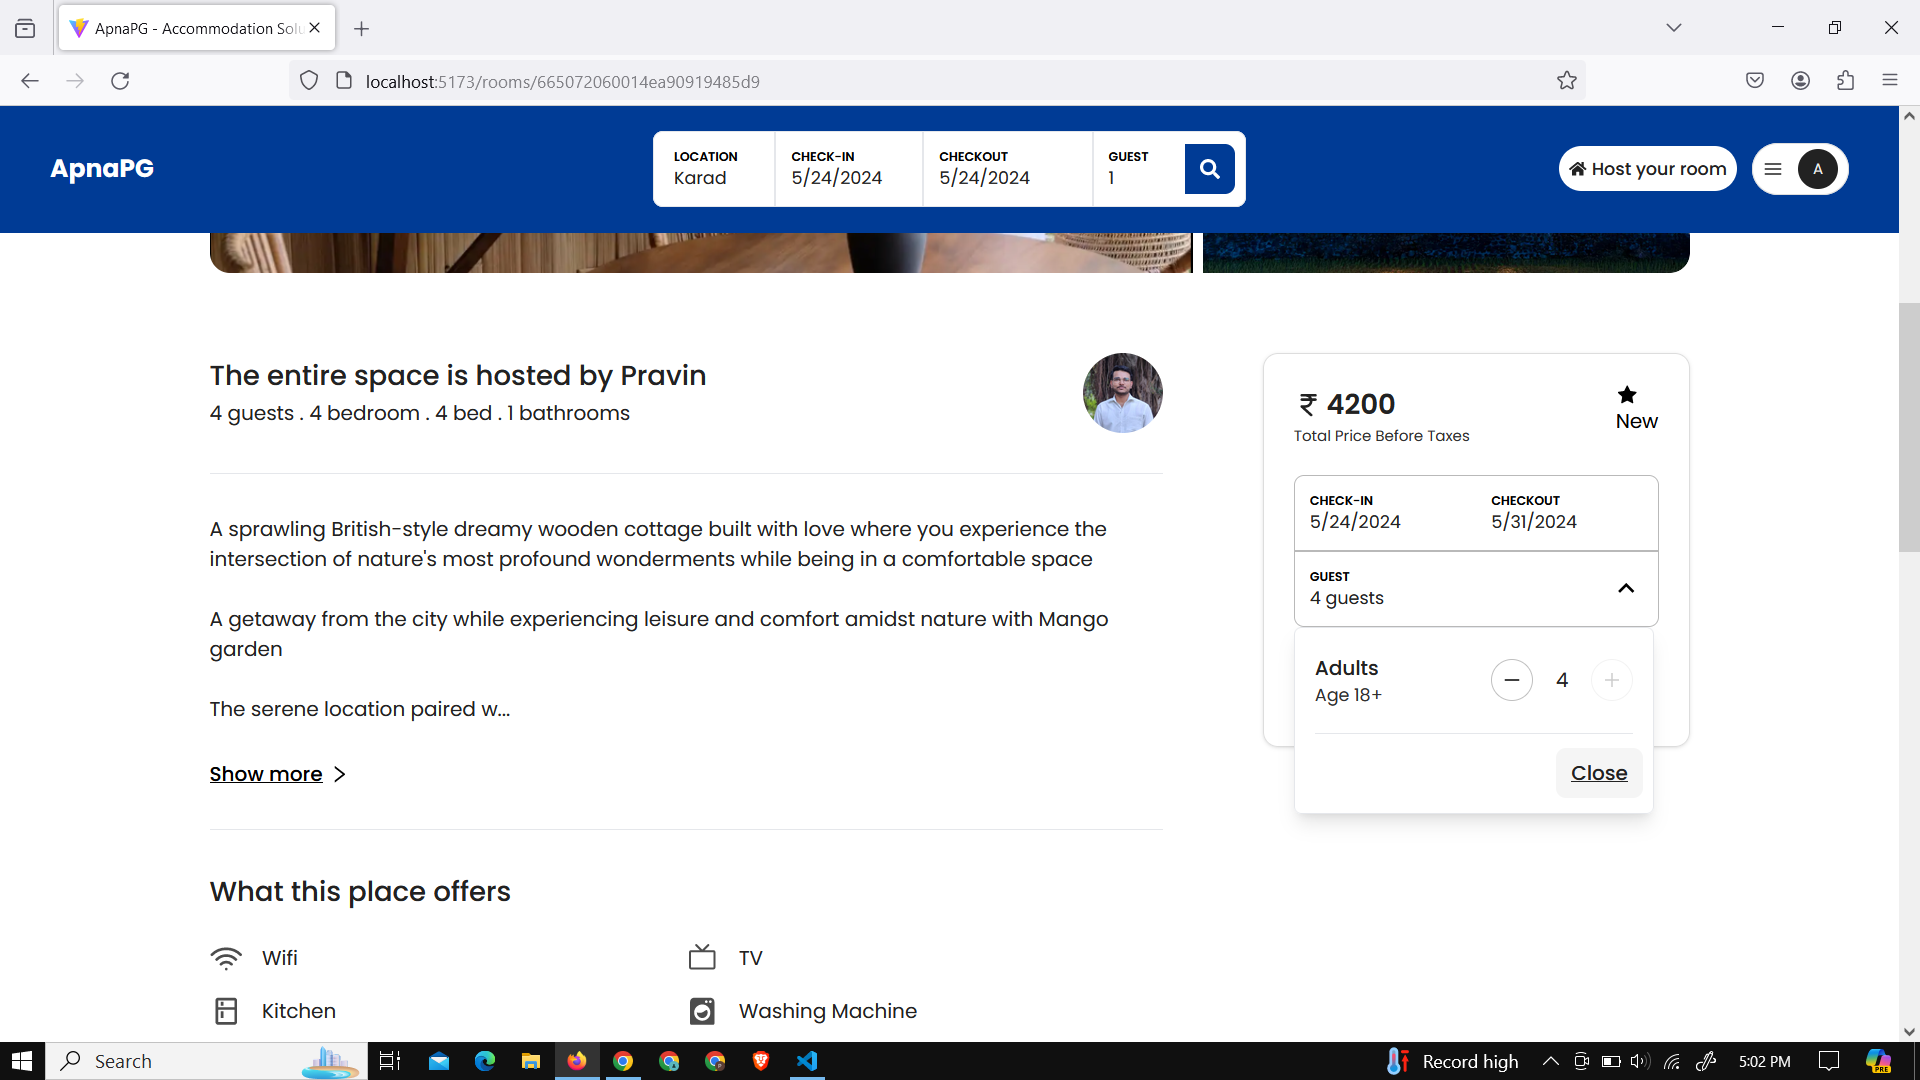 ApnaPG - Accommodation Solu
localhost:5173/rooms/665072060014ea90919485d9
ApnaPG
LOCATION
Karad
CHECK-IN
5/24/2024
CHECKOUT
5/24/2024
GUEST
1
Host your room
A
The entire space is hosted by Pravin
4 guests . 4 bedroom . 4 bed . 1 bathrooms
A sprawling British-style dreamy wooden cottage built with love where you experience the
intersection of nature's most profound wonderments while being in a comfortable space
A getaway from the city while experiencing leisure and comfort amidst nature with Mango
garden
The serene location paired w...
Show more
What this place offers
Wifi
TV
Kitchen
Washing Machine
₹ 4200
New
Total Price Before Taxes
CHECK-IN
5/24/2024
CHECKOUT
5/31/2024
GUEST
4 guests
Adults
Age 18+
4
Close
Search
Record high
5:02 PM
PRE